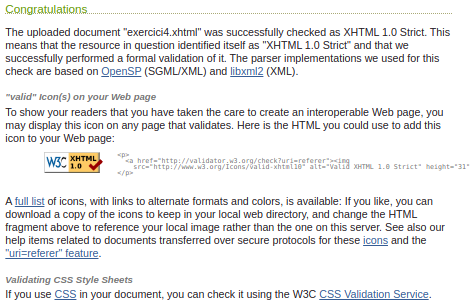 Congratulations
The uploaded document "exercici4.xhtml" was successfully checked as XHTML 1.0 Strict. This
means that the resource in question identified itself as "XHTML 1.0 Strict" and that we
successfully performed a formal validation of it. The parser implementations we used for this
check are based on OpenSP (SGML/XML) and libxml2 (XML).
"valid" Icon(s) on your Web page
To show your readers that you have taken the care to create an interoperable Web page, you
may display this icon on any page that validates. Here is the HTML you could use to add this
icon to your Web page:
W3C XHTML 1.0
<p>
<a href="http://validator.w3.org/check?uri=referer"><img
src="http://www.w3.org/Icons/valid-xhtml10" alt="Valid XHTML 1.0 Strict" height="31"
</p>
A full list of icons, with links to alternate formats and colors, is available: If you like, you can
download a copy of the icons to keep in your local web directory, and change the HTML
fragment above to reference your local image rather than the one on this server. See also our
help items related to documents transferred over secure protocols for these icons and the
"uri=referer" feature.
Validating CSS Style Sheets
If you use CSS in your document, you can check it using the W3C CSS Validation Service.